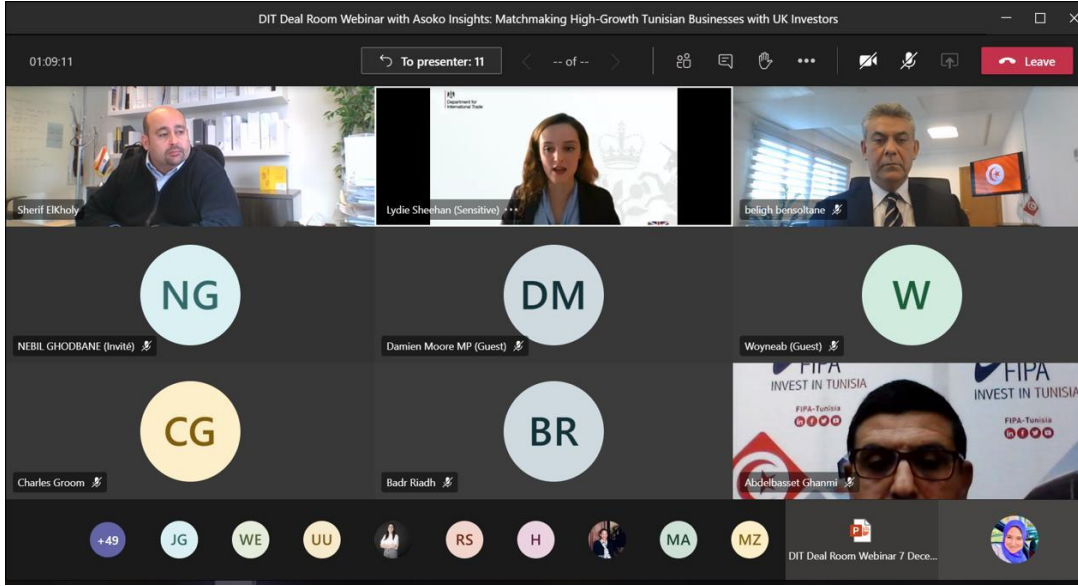 DIT Deal Room Webinar with Asoko Insights: Matchmaking High-Growth Tunisian Businesses with UK Investors
01:09:11
To presenter: 11
-- of --
Leave
Department for
International Trade
Sherif ElKholy
Lydie Sheehan (Sensitive)
beligh bensoltane
NG
DM
W
NEBIL GHODBANE (Invité)
Damien Moore MP (Guest)
Woyneab (Guest)
CG
BR
FIPA
INVEST IN TUNISIA
FIPA-Tunisia
FIPA
INVEST IN TUNISIA
FIPA-Tunisia
Charles Groom
Badr Riadh
Abdelbasset Ghanmi
+49
JG
WE
UU
RS
H
MA
MZ
DIT Deal Room Webinar 7 Dece...